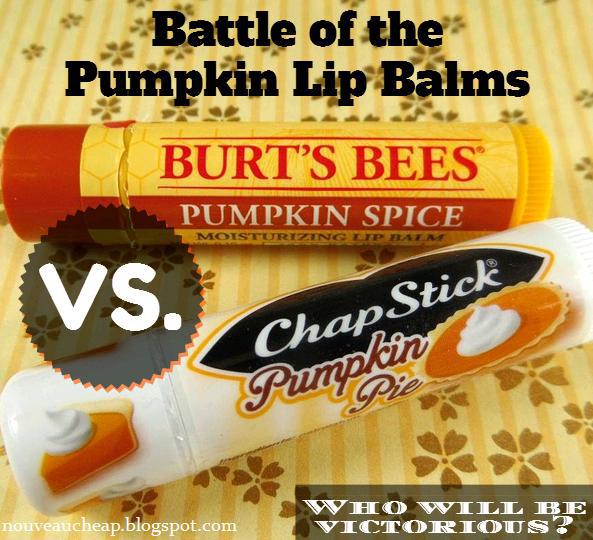 Battle of the
Pumpkin Lip Balms
BURT'S BEES®
PUMPKIN SPICE
MOISTURIZING LIP BALM
VS.
ChapStick®
Pumpkin
Pie
WHO WILL BE
VICTORIOUS?
nouveaucheap.blogspot.com